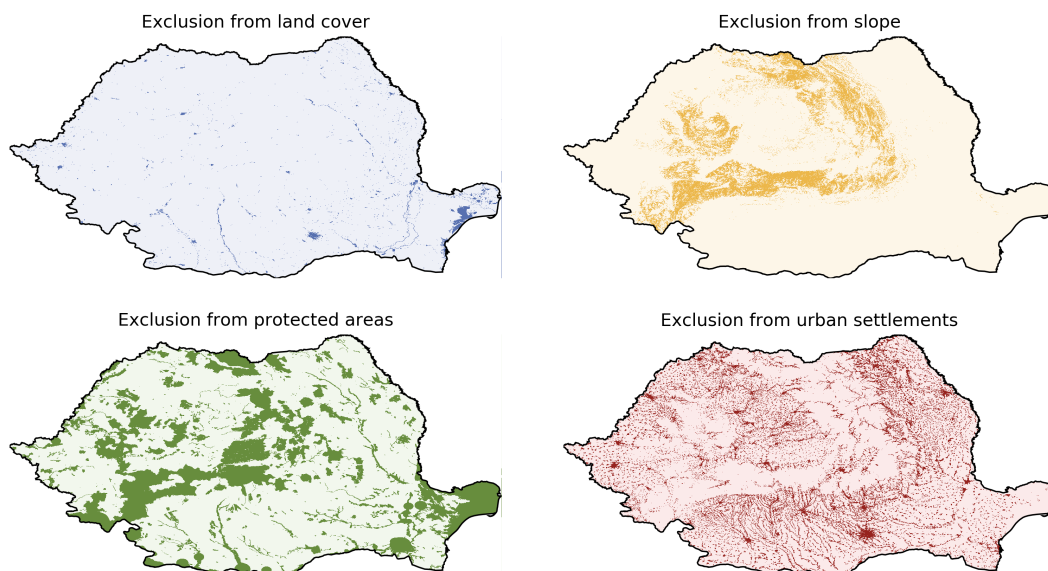 Exclusion from land cover
Exclusion from slope
Exclusion from protected areas
Exclusion from urban settlements